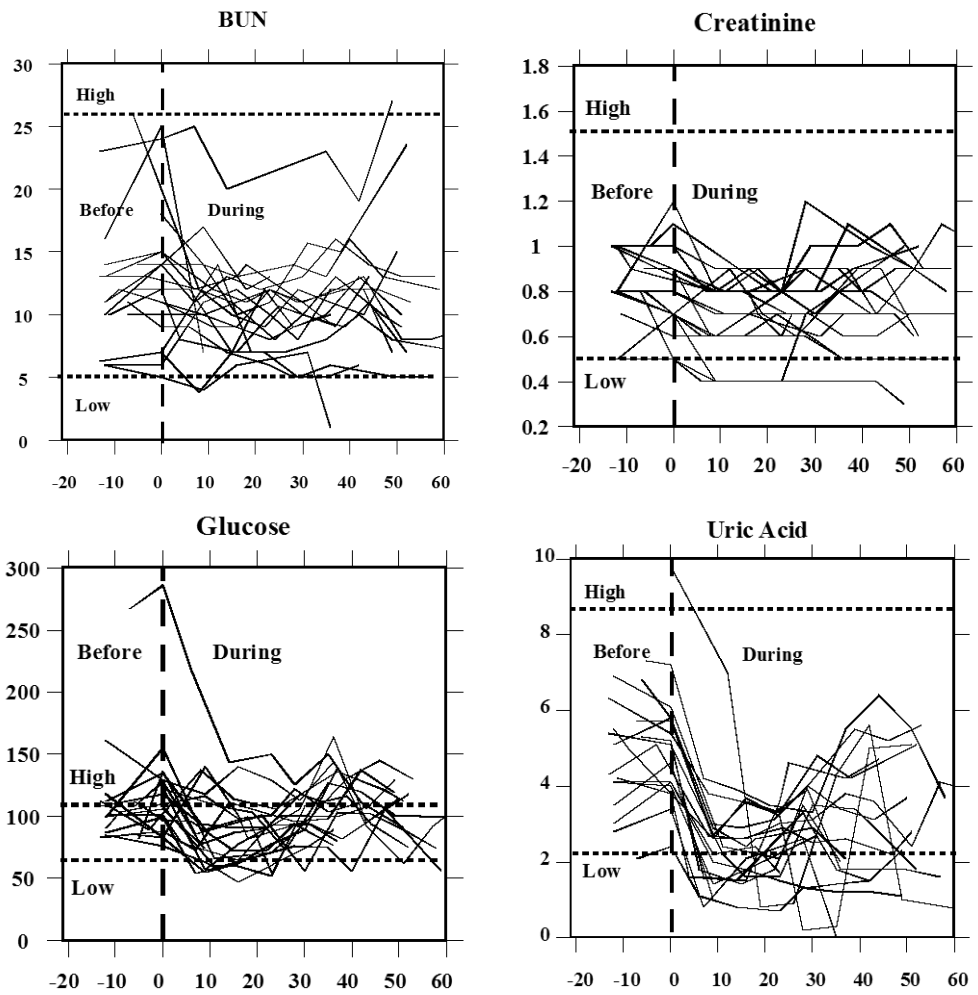 BUN
30
High
25
20
Before During
15
10
5
Low
0
-20 -10 0 10 20 30 40 50 60
Creatinine
1.8
High
1.6
1.4
1.2
Before During
1
0.8
0.6
Low
0.4
0.2
-20 -10 0 10 20 30 40 50 60
Glucose
300
250
Before During
200
150
High
100
50
Low
0
-20 -10 0 10 20 30 40 50 60
Uric Acid
10
High
8
Before During
6
4
2
Low
0
-20 -10 0 10 20 30 40 50 60